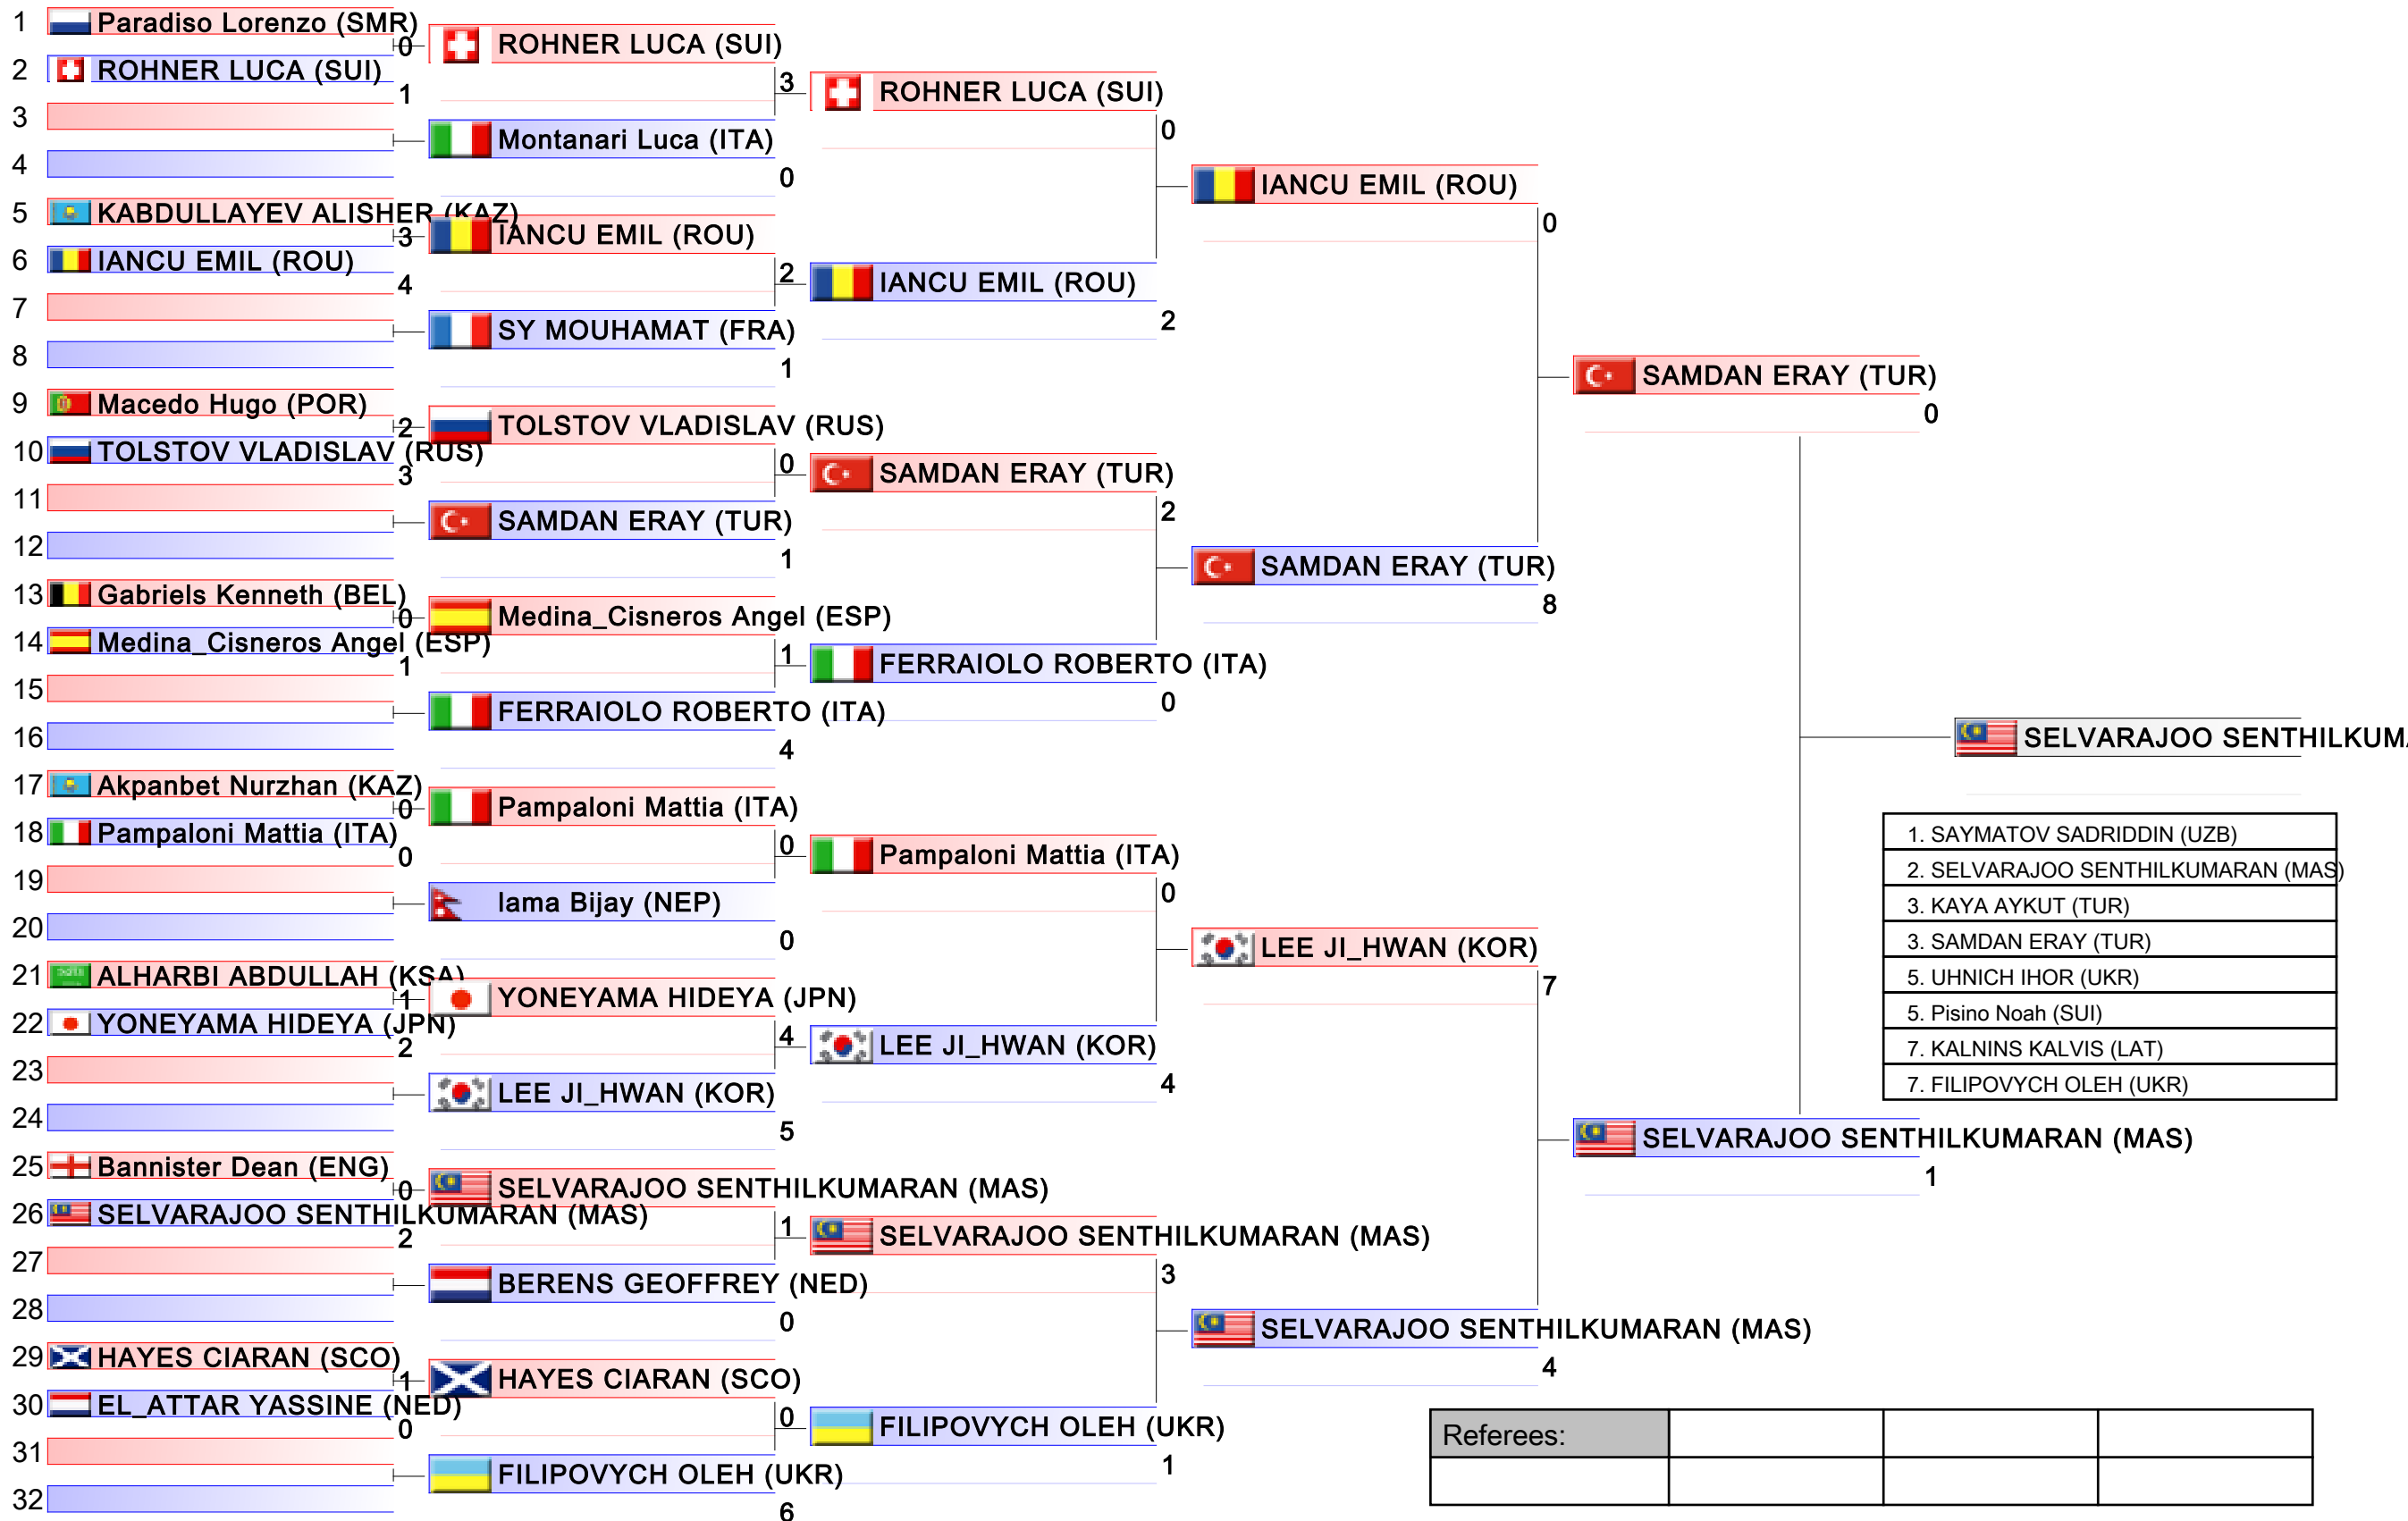 1 Paradiso Lorenzo (SMR)
0
2 ROHNER LUCA (SUI)
1
3
4
5 KABDULLAYEV ALISHER (KAZ)
3
6 IANCU EMIL (ROU)
4
7
8
9 Macedo Hugo (POR)
2
10 TOLSTOV VLADISLAV (RUS)
3
11
12
13 Gabriels Kenneth (BEL)
0
14 Medina_Cisneros Angel (ESP)
1
15
16
17 Akpanbet Nurzhan (KAZ)
0
18 Pampaloni Mattia (ITA)
0
19
20
21 ALHARBI ABDULLAH (KSA)
1
22 YONEYAMA HIDEYA (JPN)
2
23
24
25 Bannister Dean (ENG)
0
26 SELVARAJOO SENTHILKUMARAN (MAS)
2
27
28
29 HAYES CIARAN (SCO)
1
30 EL_ATTAR YASSINE (NED)
0
31
32
ROHNER LUCA (SUI)
3
Montanari Luca (ITA)
0
IANCU EMIL (ROU)
2
SY MOUHAMAT (FRA)
1
TOLSTOV VLADISLAV (RUS)
0
SAMDAN ERAY (TUR)
1
Medina_Cisneros Angel (ESP)
1
FERRAIOLO ROBERTO (ITA)
4
Pampaloni Mattia (ITA)
0
lama Bijay (NEP)
0
YONEYAMA HIDEYA (JPN)
4
LEE JI_HWAN (KOR)
5
SELVARAJOO SENTHILKUMARAN (MAS)
1
BERENS GEOFFREY (NED)
0
HAYES CIARAN (SCO)
0
FILIPOVYCH OLEH (UKR)
6
ROHNER LUCA (SUI)
0
IANCU EMIL (ROU)
2
SAMDAN ERAY (TUR)
2
FERRAIOLO ROBERTO (ITA)
0
Pampaloni Mattia (ITA)
0
LEE JI_HWAN (KOR)
4
SELVARAJOO SENTHILKUMARAN (MAS)
3
FILIPOVYCH OLEH (UKR)
1
IANCU EMIL (ROU)
0
SAMDAN ERAY (TUR)
8
LEE JI_HWAN (KOR)
7
SELVARAJOO SENTHILKUMARAN (MAS)
4
SAMDAN ERAY (TUR)
0
SELVARAJOO SENTHILKUMARAN (MAS)
1
SELVARAJOO SENTHILKUMA
1. SAYMATOV SADRIDDIN (UZB)
2. SELVARAJOO SENTHILKUMARAN (MAS)
3. KAYA AYKUT (TUR)
3. SAMDAN ERAY (TUR)
5. UHNICH IHOR (UKR)
5. Pisino Noah (SUI)
7. KALNINS KALVIS (LAT)
7. FILIPOVYCH OLEH (UKR)
Referees: